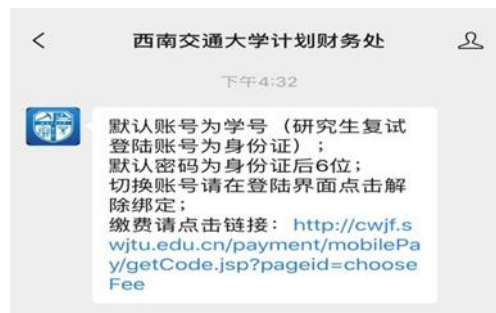 西南交通大学计划财务处
下午4:32
默认账号为学号（研究生复试
登陆账号为身份证）；
默认密码为身份证后6位；
切换账号请在登陆界面点击解
除绑定；
缴费请点击链接：http://cwjf.s
wjtu.edu.cn/payment/mobilePa
y/getCode.jsp?pageid=choose
Fee